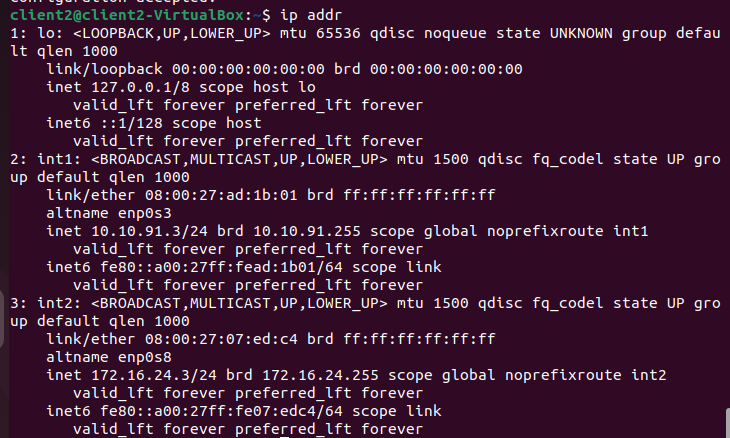 client2@client2-VirtualBox:~$ ip addr
1: lo: <LOOPBACK,UP,LOWER_UP> mtu 65536 qdisc noqueue state UNKNOWN group defau
lt qlen 1000
    link/loopback 00:00:00:00:00:00 brd 00:00:00:00:00:00
    inet 127.0.0.1/8 scope host lo
       valid_lft forever preferred_lft forever
    inet6 ::1/128 scope host
       valid_lft forever preferred_lft forever
2: int1: <BROADCAST,MULTICAST,UP,LOWER_UP> mtu 1500 qdisc fq_codel state UP gro
up default qlen 1000
    link/ether 08:00:27:ad:1b:01 brd ff:ff:ff:ff:ff:ff
    altname enp0s3
    inet 10.10.91.3/24 brd 10.10.91.255 scope global noprefixroute int1
       valid_lft forever preferred_lft forever
    inet6 fe80::a00:27ff:fead:1b01/64 scope link
       valid_lft forever preferred_lft forever
3: int2: <BROADCAST,MULTICAST,UP,LOWER_UP> mtu 1500 qdisc fq_codel state UP gro
up default qlen 1000
    link/ether 08:00:27:07:ed:c4 brd ff:ff:ff:ff:ff:ff
    altname enp0s8
    inet 172.16.24.3/24 brd 172.16.24.255 scope global noprefixroute int2
       valid_lft forever preferred_lft forever
    inet6 fe80::a00:27ff:fe07:edc4/64 scope link
       valid_lft forever preferred_lft forever